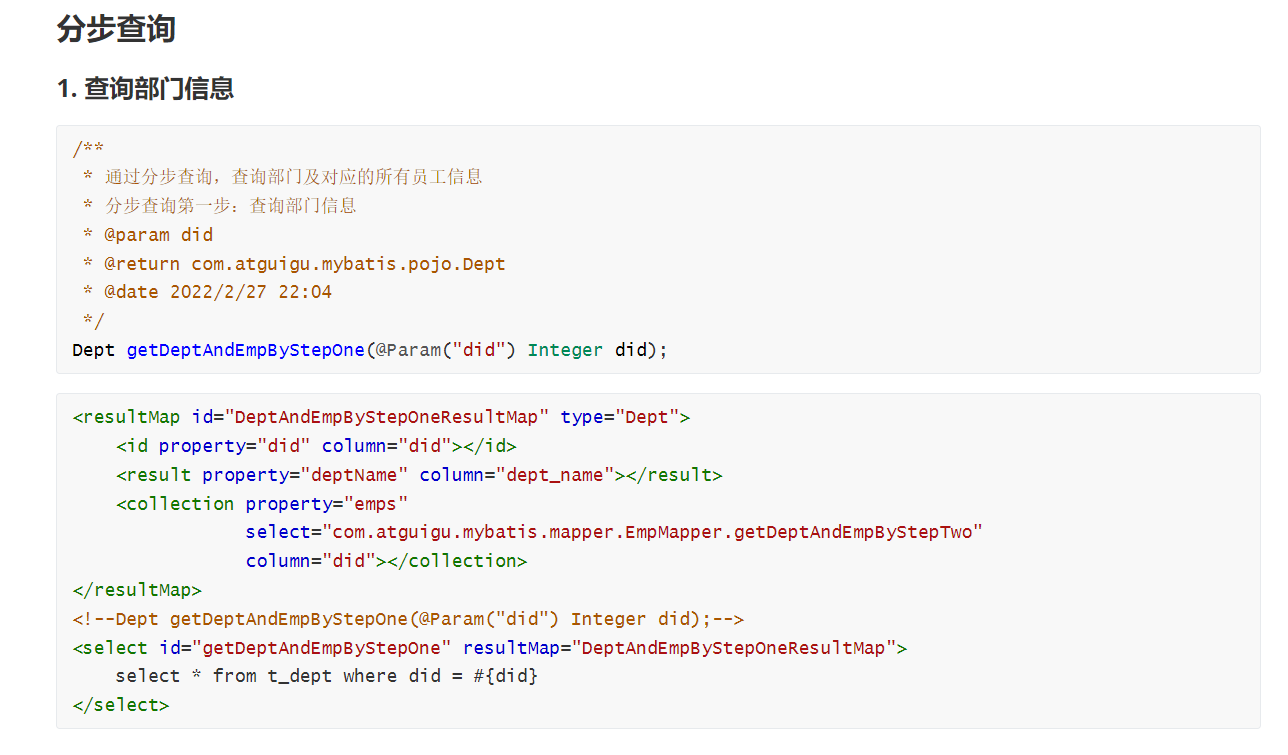 分步查询
1. 查询部门信息
/**
 * 通过分步查询，查询部门及对应的所有员工信息
 * 分步查询第一步：查询部门信息
 * @param did
 * @return com.atguigu.mybatis.pojo.Dept
 * @date 2022/2/27 22:04
 */
Dept getDeptAndEmpByStepOne(@Param("did") Integer did);
<resultMap id="DeptAndEmpByStepOneResultMap" type="Dept">
    <id property="did" column="did"></id>
    <result property="deptName" column="dept_name"></result>
    <collection property="emps"
                select="com.atguigu.mybatis.mapper.EmpMapper.getDeptAndEmpByStepTwo"
                column="did"></collection>
</resultMap>
<!--Dept getDeptAndEmpByStepOne(@Param("did") Integer did);-->
<select id="getDeptAndEmpByStepOne" resultMap="DeptAndEmpByStepOneResultMap">
    select * from t_dept where did = #{did}
</select>